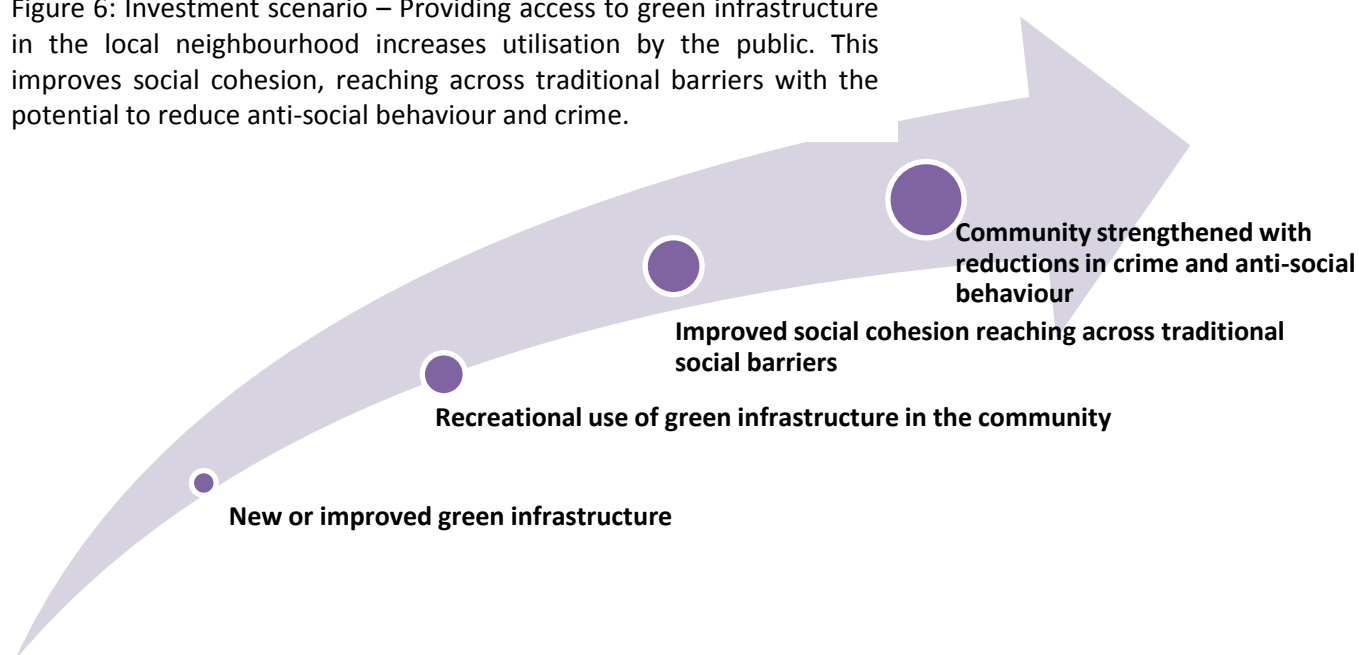 Figure 6: Investment scenario – Providing access to green infrastructure
in the local neighbourhood increases utilisation by the public. This
improves social cohesion, reaching across traditional barriers with the
potential to reduce anti-social behaviour and crime.
Community strengthened with
reductions in crime and anti-social
behaviour
Improved social cohesion reaching across traditional
social barriers
Recreational use of green infrastructure in the community
New or improved green infrastructure